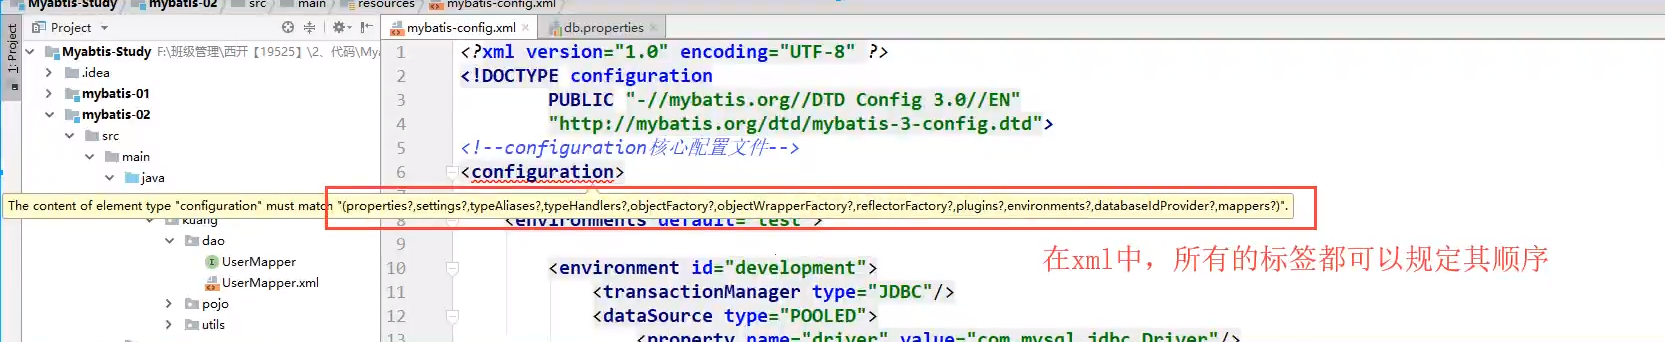 Myabtis-Study mybatis-02 src main resources mybatis-config.xml
1: Project
Project
Myabtis-Study F:\班级管理\西开【19525】\2、代码\Mya
.idea
mybatis-01
mybatis-02
src
main
java
kuang
dao
UserMapper
UserMapper.xml
pojo
utils
mybatis-config.xml db.properties
1 <?xml version="1.0" encoding="UTF-8" ?>
2 <!DOCTYPE configuration
3 PUBLIC "-//mybatis.org//DTD Config 3.0//EN"
4 "http://mybatis.org/dtd/mybatis-3-config.dtd">
5 <!--configuration核心配置文件-->
6 <configuration>
The content of element type "configuration" must match "(properties?,settings?,typeAliases?,typeHandlers?,objectFactory?,objectWrapperFactory?,reflectorFactory?,plugins?,environments?,databaseIdProvider?,mappers?)".
8 <environments default="test">
在xml中，所有的标签都可以规定其顺序
10 <environment id="development">
11 <transactionManager type="JDBC"/>
12 <dataSource type="POOLED">
13 <property name="driver" value="com.mysql.jdbc.Driver"/>